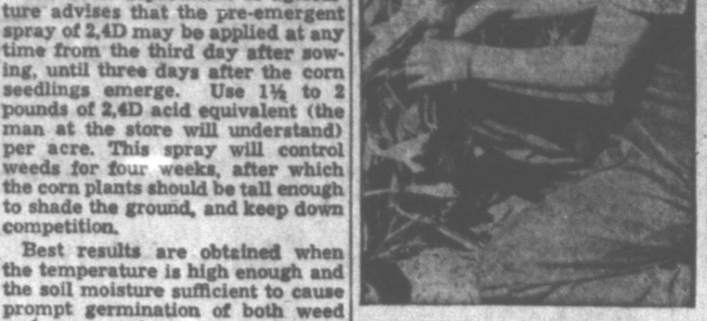 ture advises that the pre-emergent
spray of 2,4D may be applied at any
time from the third day after sow-
ing, until three days after the corn
seedlings emerge. Use 1½ to 2
pounds of 2,4D acid equivalent (the
man at the store will understand)
per acre. This spray will control
weeds for four weeks, after which
the corn plants should be tall enough
to shade the ground, and keep down
competition.
Best results are obtained when
the temperature is high enough and
the soil moisture sufficient to cause
prompt germination of both weed